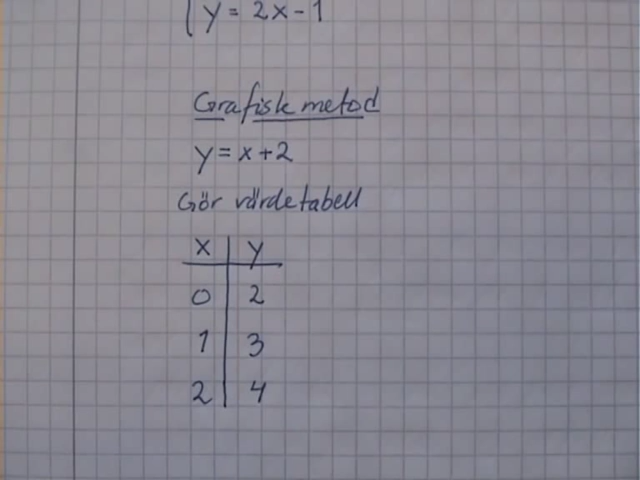 y = 2x - 1
Grafisk metod
y = x + 2
Gör värdetabell
x y
0 2
1 3
2 4